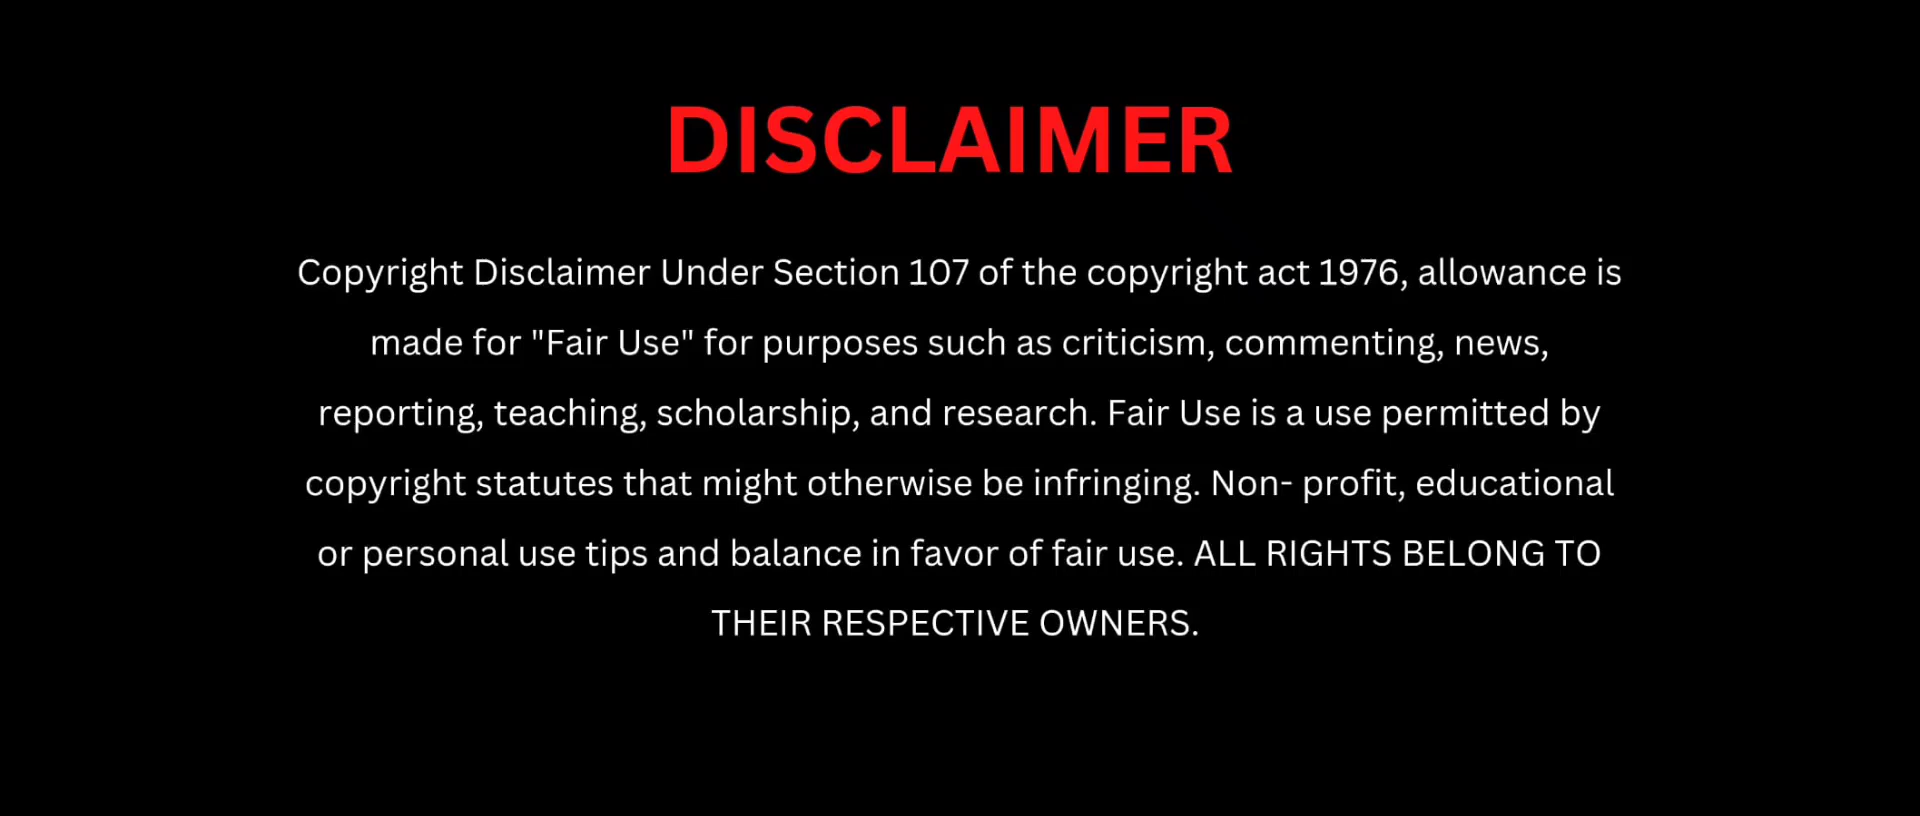 DISCLAIMER
Copyright Disclaimer Under Section 107 of the copyright act 1976, allowance is
made for "Fair Use" for purposes such as criticism, commenting, news,
reporting, teaching, scholarship, and research. Fair Use is a use permitted by
copyright statutes that might otherwise be infringing. Non- profit, educational
or personal use tips and balance in favor of fair use. ALL RIGHTS BELONG TO
THEIR RESPECTIVE OWNERS.